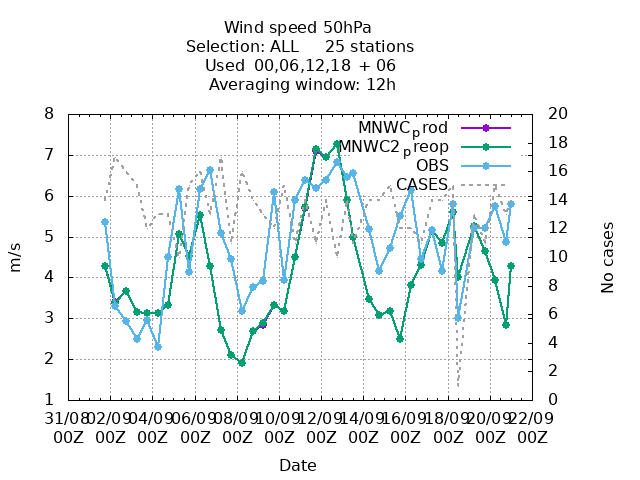 Wind speed 50hPa
Selection: ALL 25 stations
Used 00,06,12,18 + 06
Averaging window: 12h
MNWC_prod
MNWC2_preop
OBS
CASES
8
7
6
5
4
3
2
1
m/s
20
18
16
14
12
10
8
6
4
2
0
No cases
31/08 02/09 04/09 06/09 08/09 10/09 12/09 14/09 16/09 18/09 20/09 22/09
00Z 00Z 00Z 00Z 00Z 00Z 00Z 00Z 00Z 00Z 00Z 00Z
Date